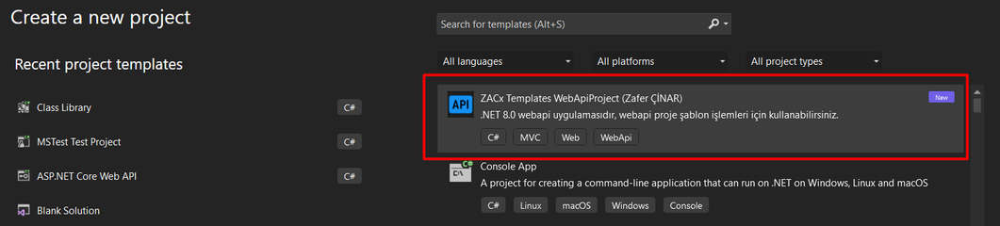 Create a new project
Search for templates (Alt+S)
Recent project templates
All languages
All platforms
All project types
Class Library
C#
MSTest Test Project
C#
ASP.NET Core Web API
C#
Blank Solution
API
ZACx Templates WebApiProject (Zafer ÇİNAR)
New
.NET 8.0 webapi uygulamasıdır, webapi proje şablon işlemleri için kullanabilirsiniz.
C#
MVC
Web
WebApi
Console App
A project for creating a command-line application that can run on .NET on Windows, Linux and macOS
C#
Linux
macOS
Windows
Console